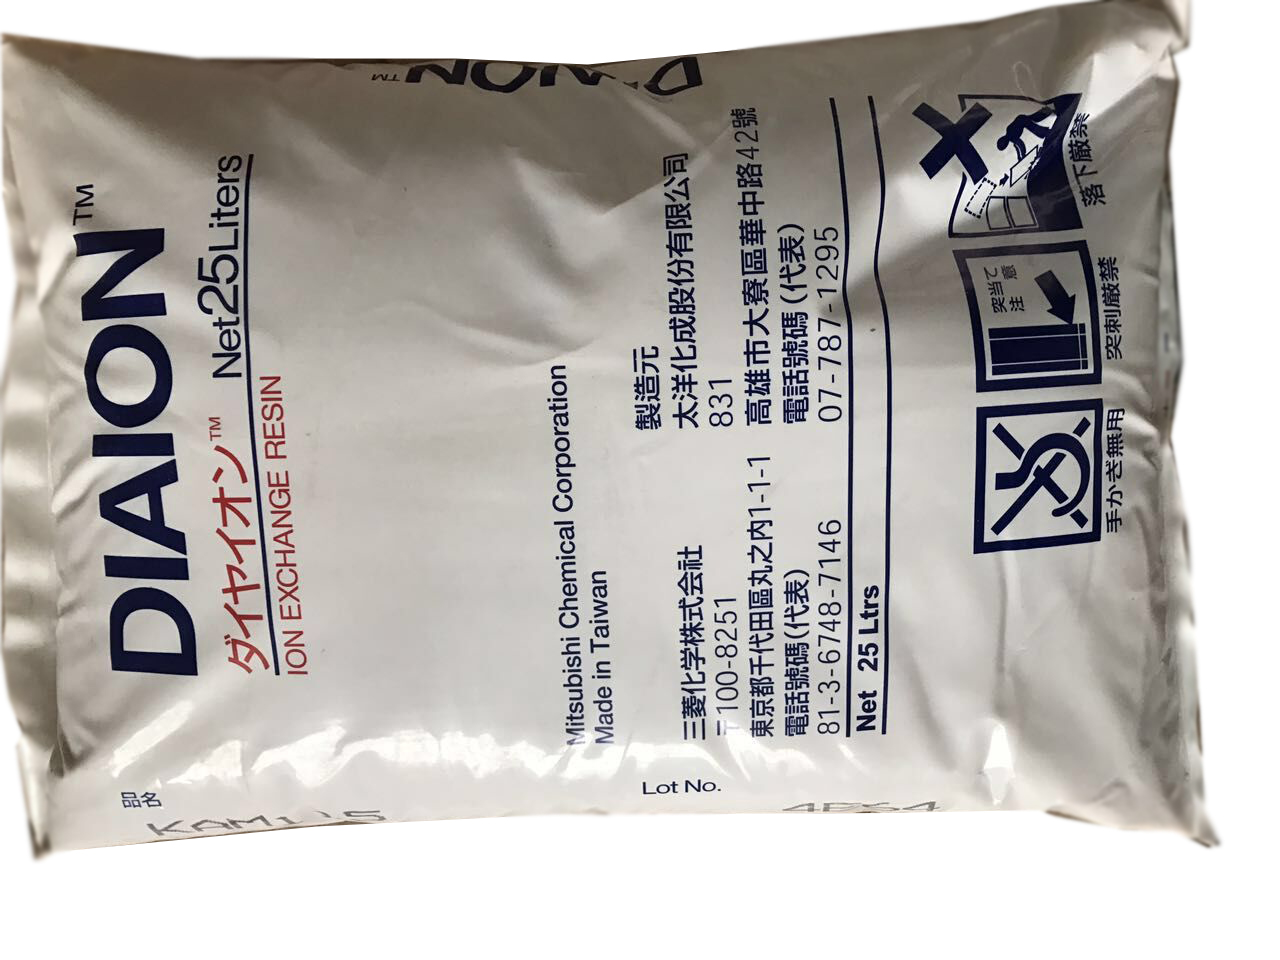 DIAION™
ダイヤイオン™ Net 25 Liters
ION EXCHANGE RESIN
Mitsubishi Chemical Corporation
Made in Taiwan
製造元
三菱化学株式会社
太洋化成股份有限公司
〒100-8251
831
東京都千代田區丸之內1-1-1
高雄市大寮區華中路42號
電話號碼(代表)
電話號碼(代表)
81-3-6748-7146
07-787-1295
Net 25 Ltrs
手かぎ無用
突当て
注意
突刺厳禁
落下厳禁
品名
Lot No.
DIAION™